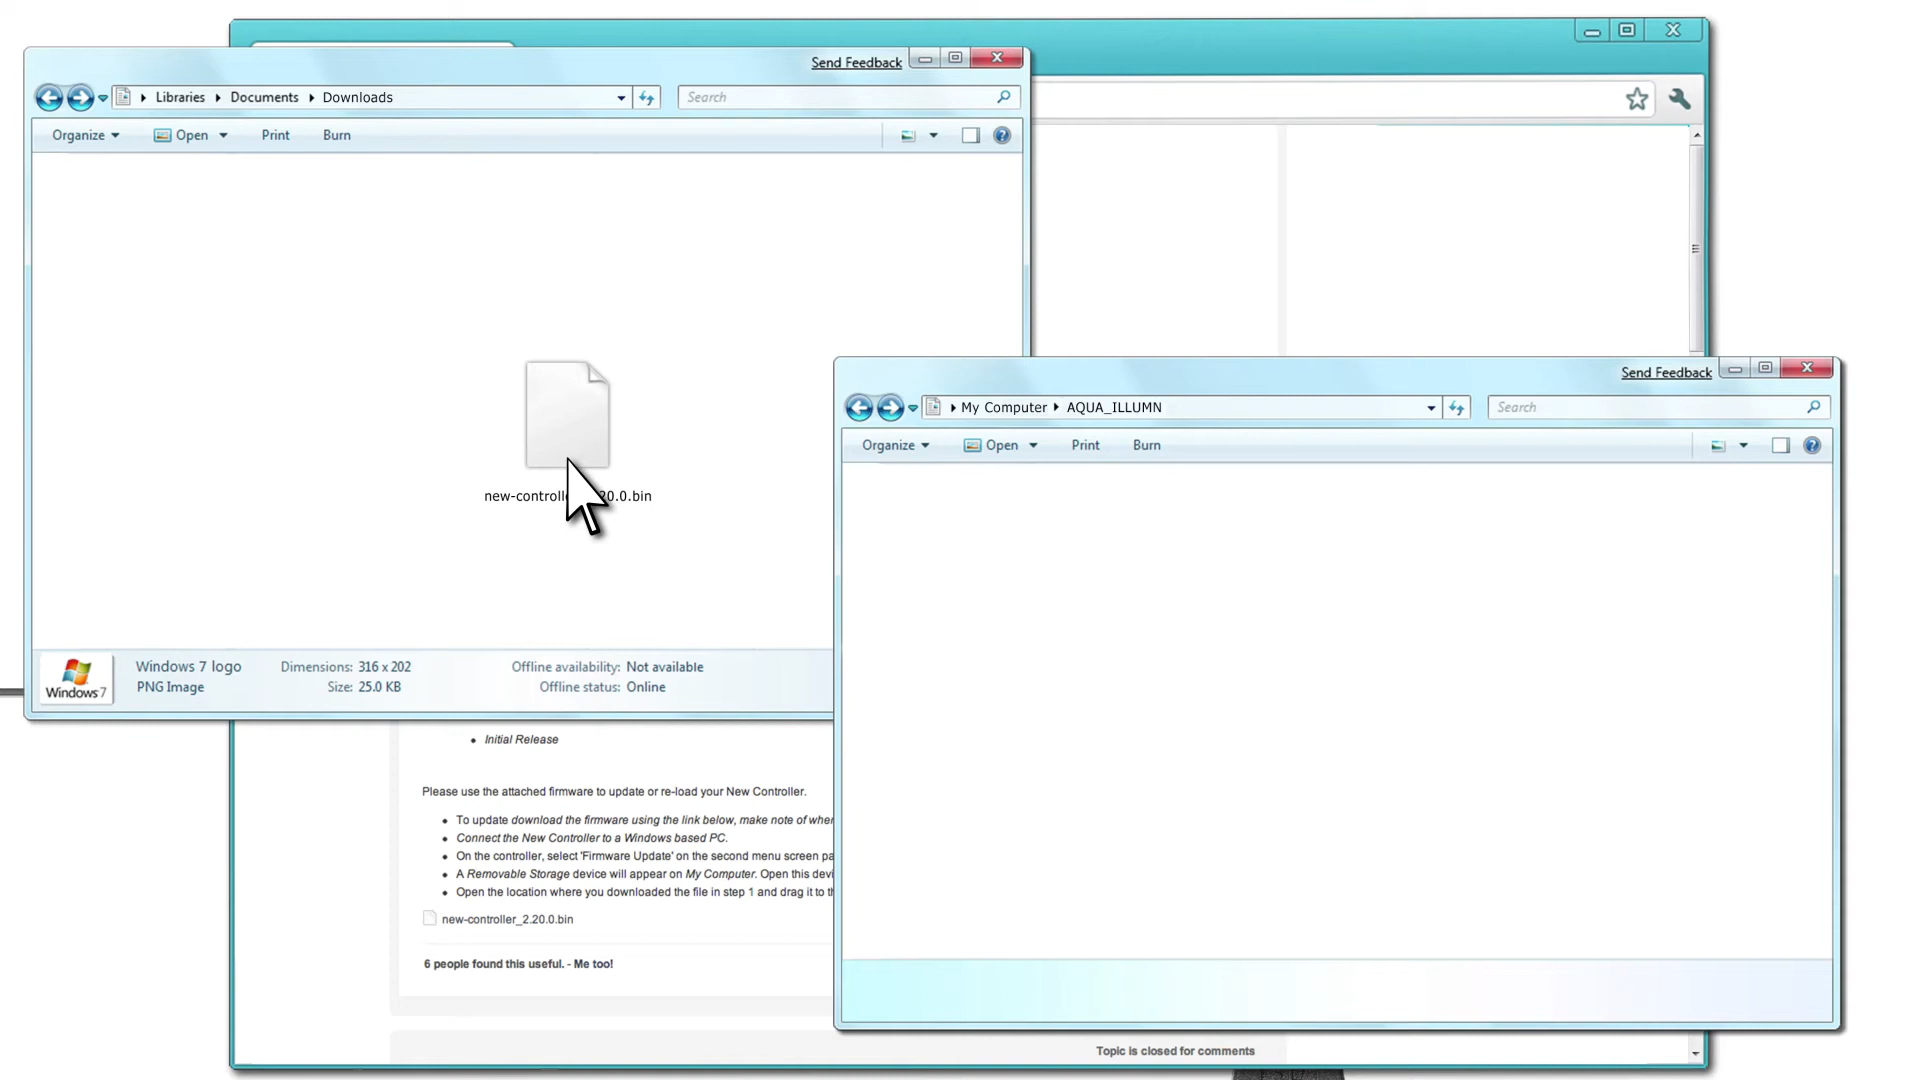 Send Feedback
Libraries Documents Downloads
Search
Organize Open Print Burn
new-controll 20.0.bin
Windows 7
Windows 7 logo
PNG Image
Dimensions: 316 x 202
Size: 25.0 KB
Offline availability: Not available
Offline status: Online
Send Feedback
My Computer AQUA_ILLUMN
Search
Organize Open Print Burn
Initial Release
Please use the attached firmware to update or re-load your New Controller.
To update download the firmware using the link below, make note of wher
Connect the New Controller to a Windows based PC.
On the controller, select 'Firmware Update' on the second menu screen pa
A Removable Storage device will appear on My Computer. Open this devi
Open the location where you downloaded the file in step 1 and drag it to th
new-controller_2.20.0.bin
6 people found this useful. - Me too!
Topic is closed for comments